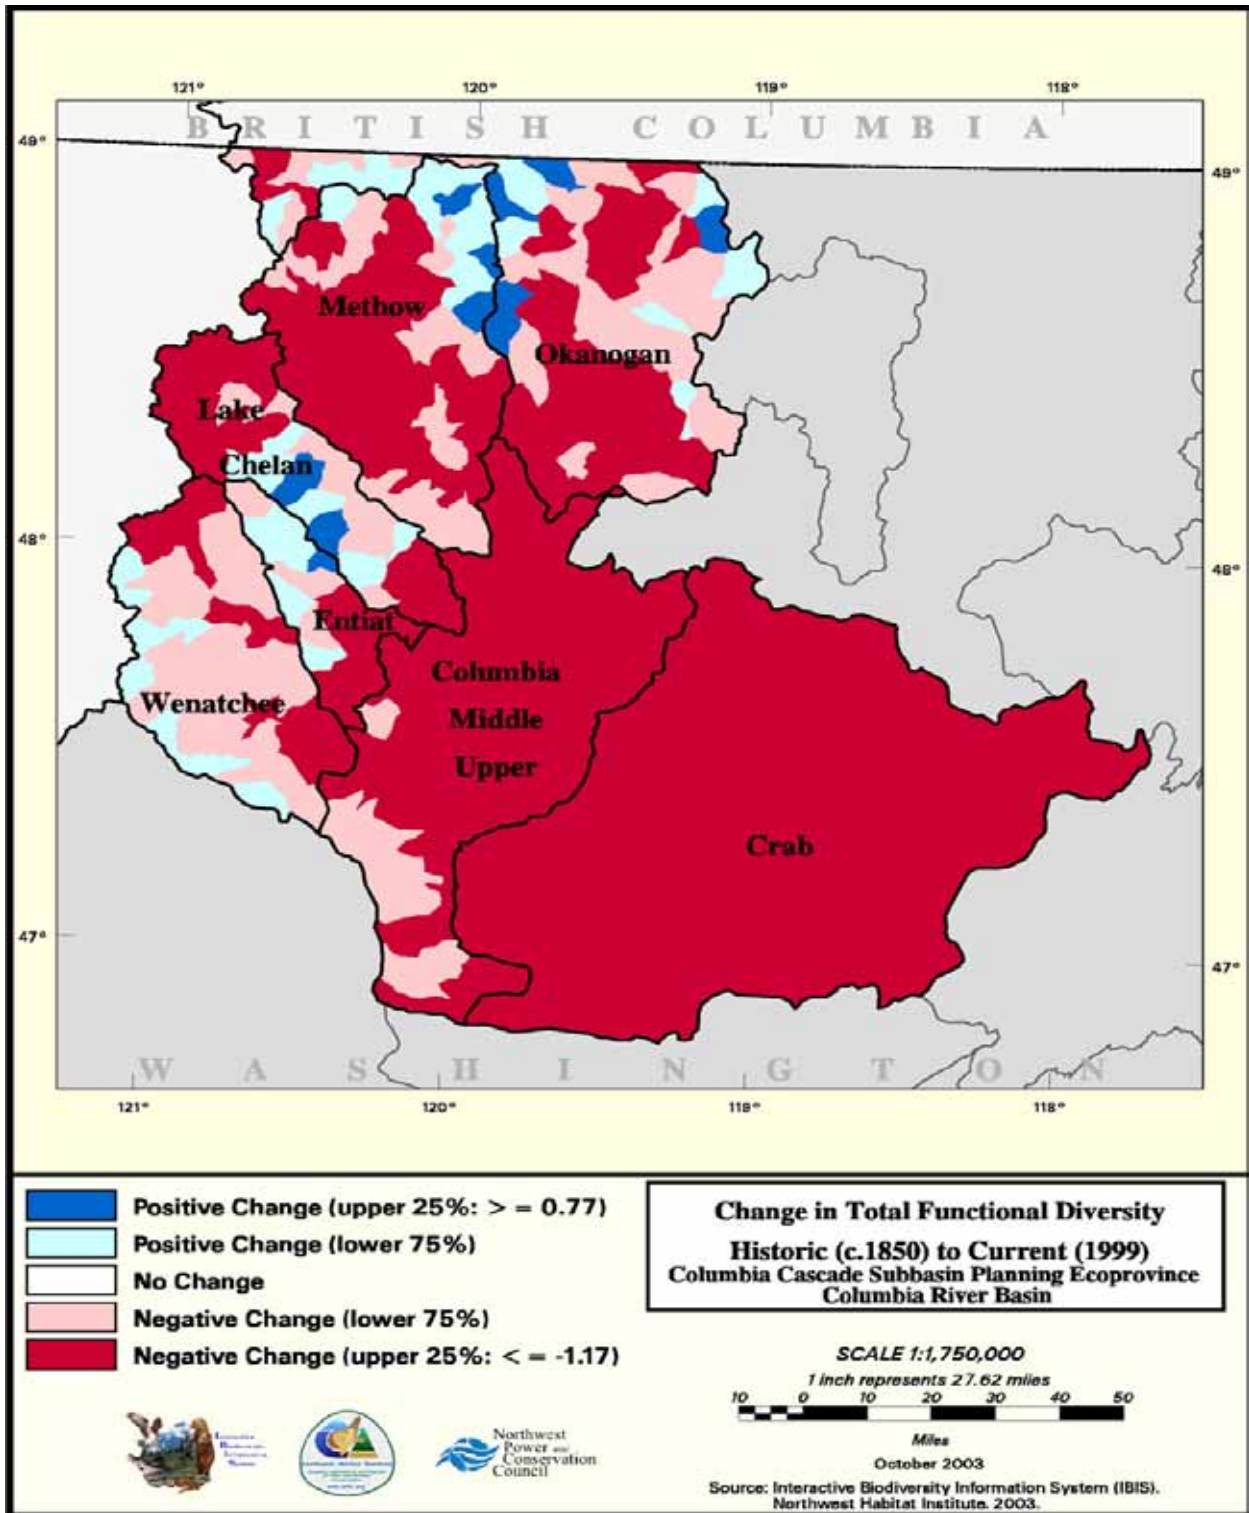 121° 120° 119° 118°
BRITISH COLUMBIA
49° 49°
Methow
Okanogan
Lake
Chelan
48° 48°
Entiat
Columbia
Wenatchee
Middle
Upper
Crab
47° 47°
WASHINGTON
121° 120° 119° 118°
Positive Change (upper 25%: > = 0.77)
Positive Change (lower 75%)
No Change
Negative Change (lower 75%)
Negative Change (upper 25%: < = -1.17)
Change in Total Functional Diversity
Historic (c.1850) to Current (1999)
Columbia Cascade Subbasin Planning Ecoprovince
Columbia River Basin
SCALE 1:1,750,000
1 inch represents 27.62 miles
10 0 10 20 30 40 50
Miles
October 2003
Source: Interactive Biodiversity Information System (IBIS).
Northwest Habitat Institute. 2003.
Interactive
Biodiversity
Information
System
Northwest
Power and
Conservation
Council